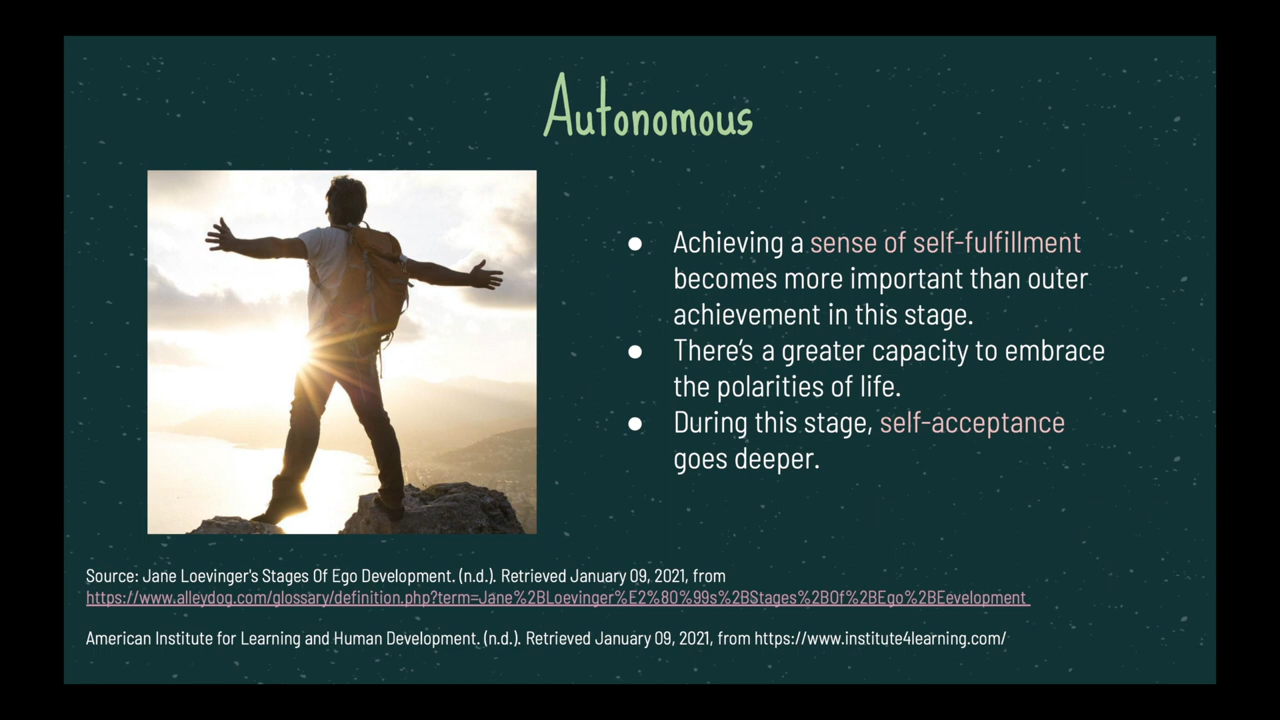 Autonomous
● Achieving a sense of self-fulfillment
becomes more important than outer
achievement in this stage.
● There's a greater capacity to embrace
the polarities of life.
● During this stage, self-acceptance
goes deeper.
Source: Jane Loevinger's Stages Of Ego Development. (n.d.). Retrieved January 09, 2021, from
https://www.alleydog.com/glossary/definition.php?term=Jane%2BLoevinger%E2%80%99s%2BStages%2BOf%2BEgo%2BEevelopment
American Institute for Learning and Human Development. (n.d.). Retrieved January 09, 2021, from https://www.institute4learning.com/